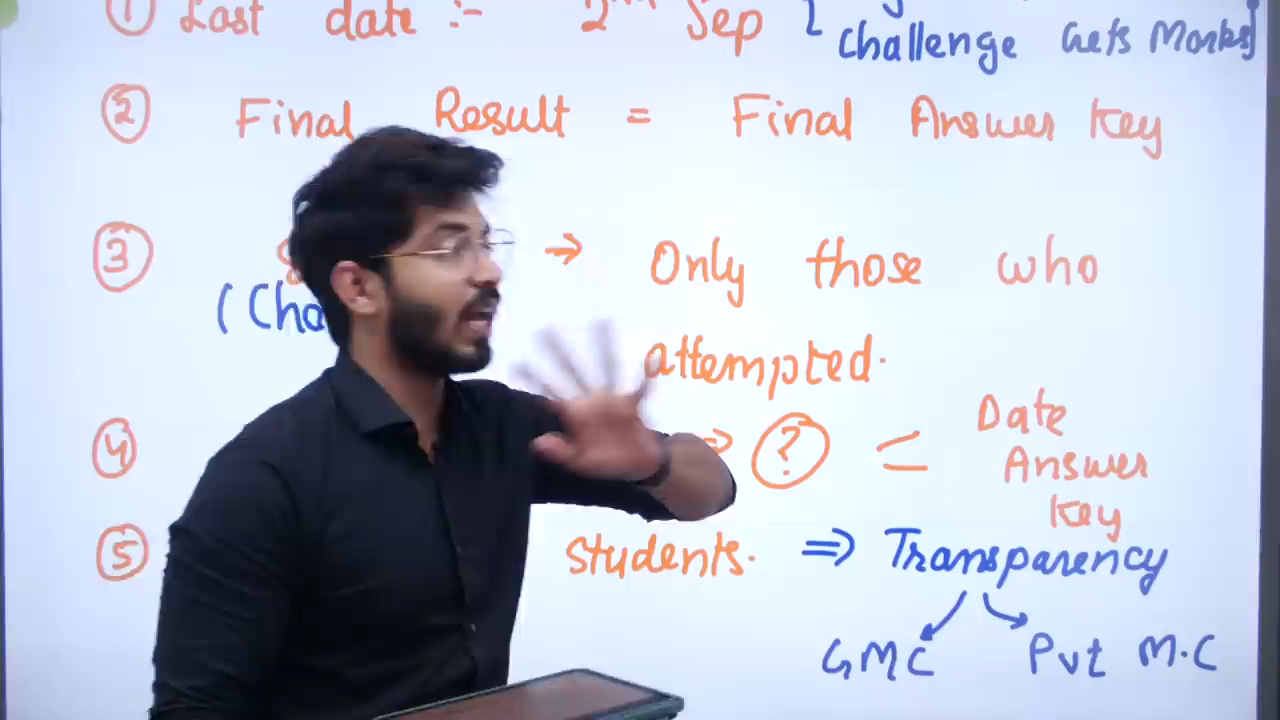 ① Last date :- 2nd Sep [
challenge Gets Marks]
② Final Result = Final Answer Key
③ → Only those who
(Cha
attempted.
④ ⇒ ? < Date
Answer
Key
⑤ students. ⇒ Transparency
GMC Pvt M.C